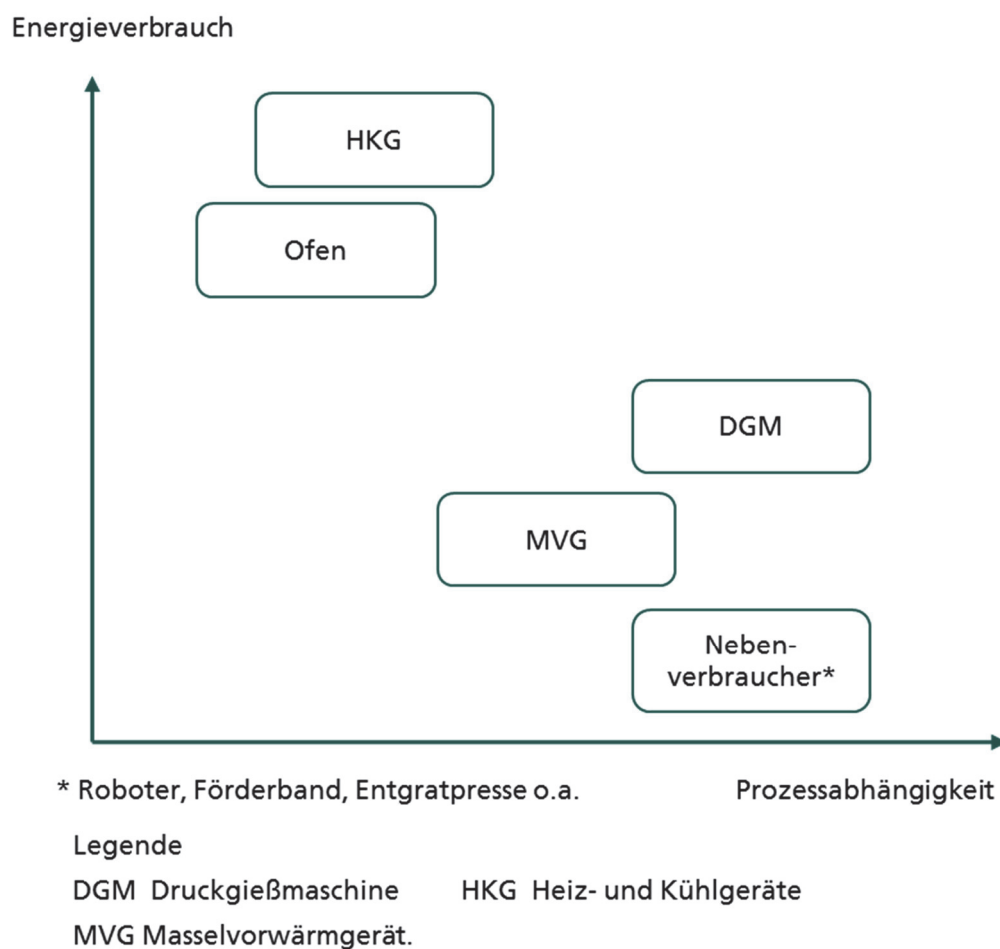 Energieverbrauch
HKG
Ofen
DGM
MVG
Neben-
verbraucher*
* Roboter, Förderband, Entgratpresse o.a.
Prozessabhängigkeit
Legende
DGM Druckgießmaschine
HKG Heiz- und Kühlgeräte
MVG Masselvorwärmgerät.